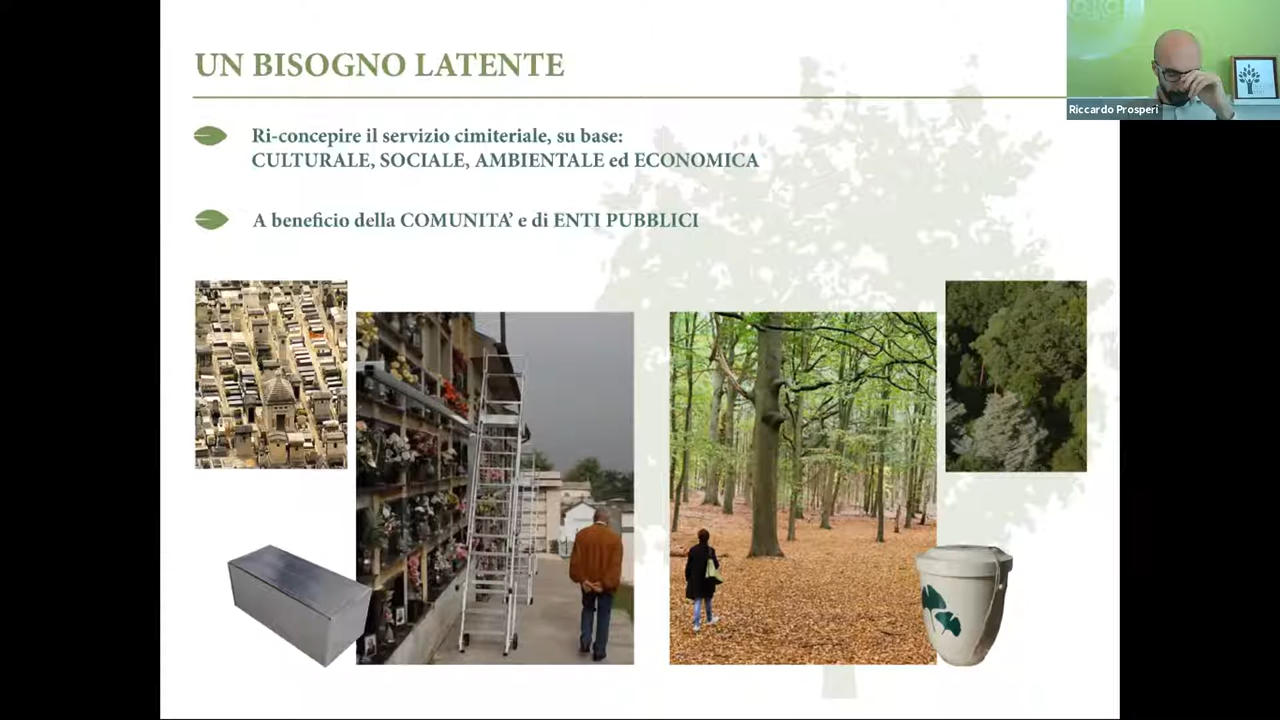 UN BISOGNO LATENTE
Riccardo Prosperi
Ri-concepire il servizio cimiteriale, su base:
CULTURALE, SOCIALE, AMBIENTALE ed ECONOMICA
A beneficio della COMUNITA’ e di ENTI PUBBLICI